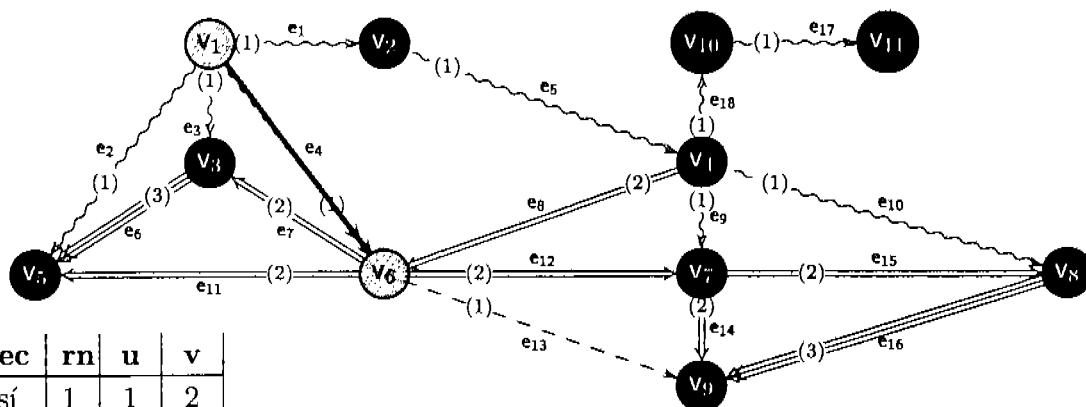 v1 (1) e1 v2 v10 (1) e17 v11
(1) (1) e5 e18
e2 e3 e4 (1)
(1) v3 (2) v4 (1)
(3) (2) (1) e8 (1) e9 e10
e6 e7
v5 (2) v6 (2) e12 v7 (2) e15 v8
e11 (1) (2) e14
e13 (3) e16
v9
ec rn u v
sí 1 1 2